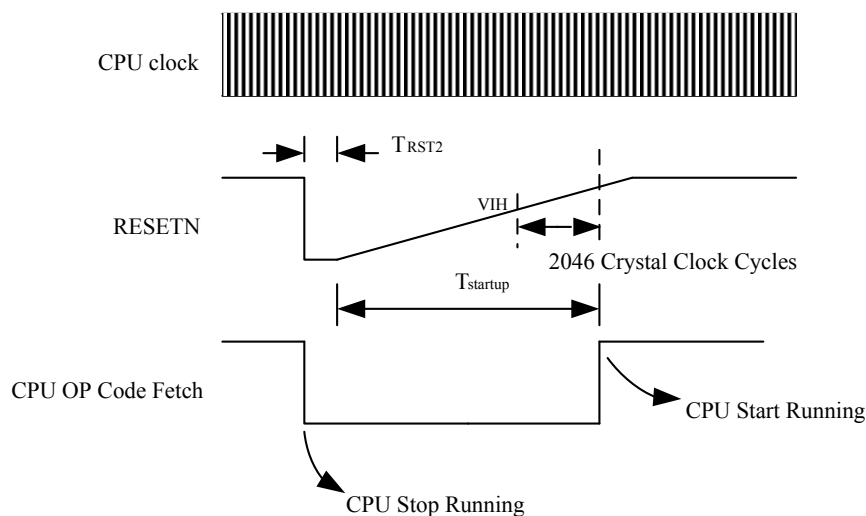 CPU clock
TRST2
VIH
RESETN
2046 Crystal Clock Cycles
Tstartup
CPU OP Code Fetch
CPU Start Running
CPU Stop Running